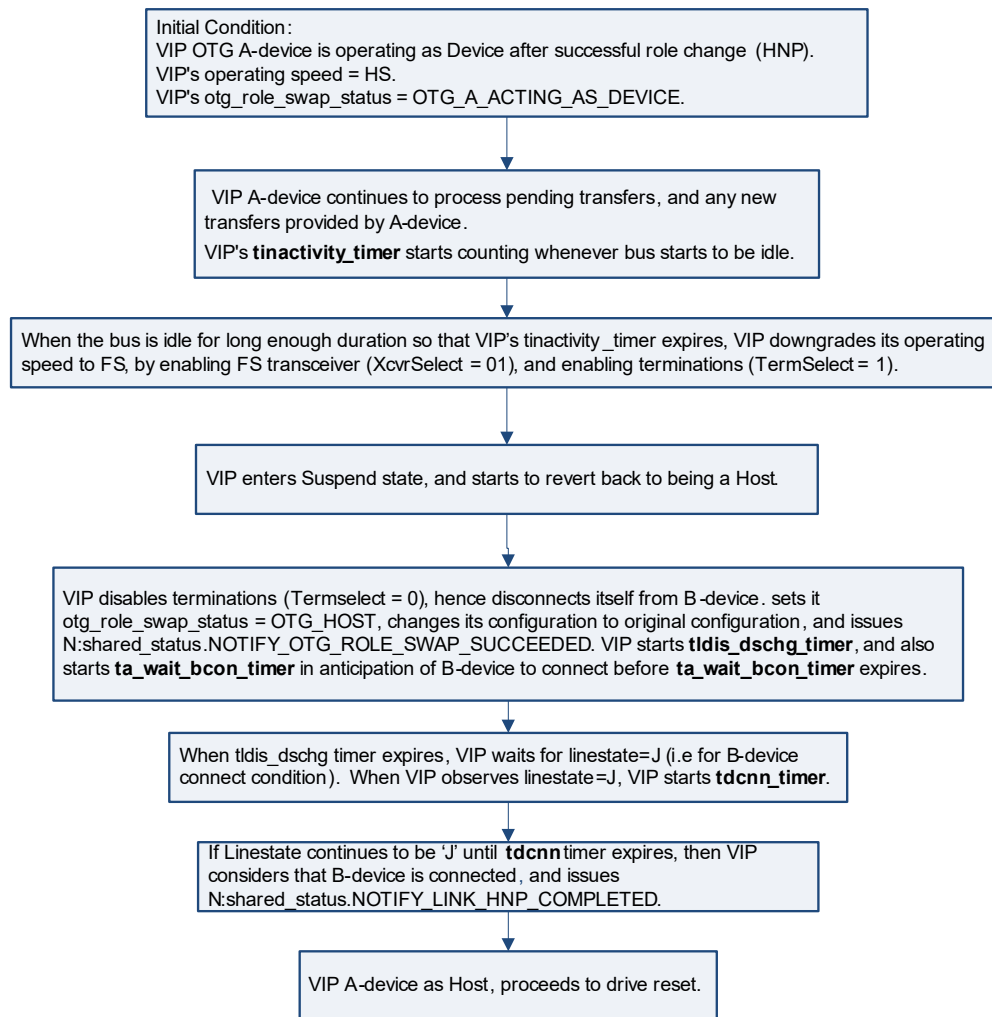 Initial Condition:
VIP OTG A-device is operating as Device after successful role change (HNP).
VIP's operating speed = HS.
VIP's otg_role_swap_status = OTG_A_ACTING_AS_DEVICE.
VIP A-device continues to process pending transfers, and any new
transfers provided by A-device.
VIP's tinactivity_timer starts counting whenever bus starts to be idle.
When the bus is idle for long enough duration so that VIP's tinactivity_timer expires, VIP downgrades its operating
speed to FS, by enabling FS transceiver (XcvrSelect = 01), and enabling terminations (TermSelect = 1).
VIP enters Suspend state, and starts to revert back to being a Host.
VIP disables terminations (Termselect = 0), hence disconnects itself from B-device. sets it
otg_role_swap_status = OTG_HOST, changes its configuration to original configuration, and issues
N:shared_status.NOTIFY_OTG_ROLE_SWAP_SUCCEEDED. VIP starts tldis_dschg_timer, and also
starts ta_wait_bcon_timer in anticipation of B-device to connect before ta_wait_bcon_timer expires.
When tldis_dschg timer expires, VIP waits for linestate=J (i.e for B-device
connect condition). When VIP observes linestate=J, VIP starts tdcnn_timer.
If Linestate continues to be 'J' until tdcnn timer expires, then VIP
considers that B-device is connected, and issues
N:shared_status.NOTIFY_LINK_HNP_COMPLETED.
VIP A-device as Host, proceeds to drive reset.